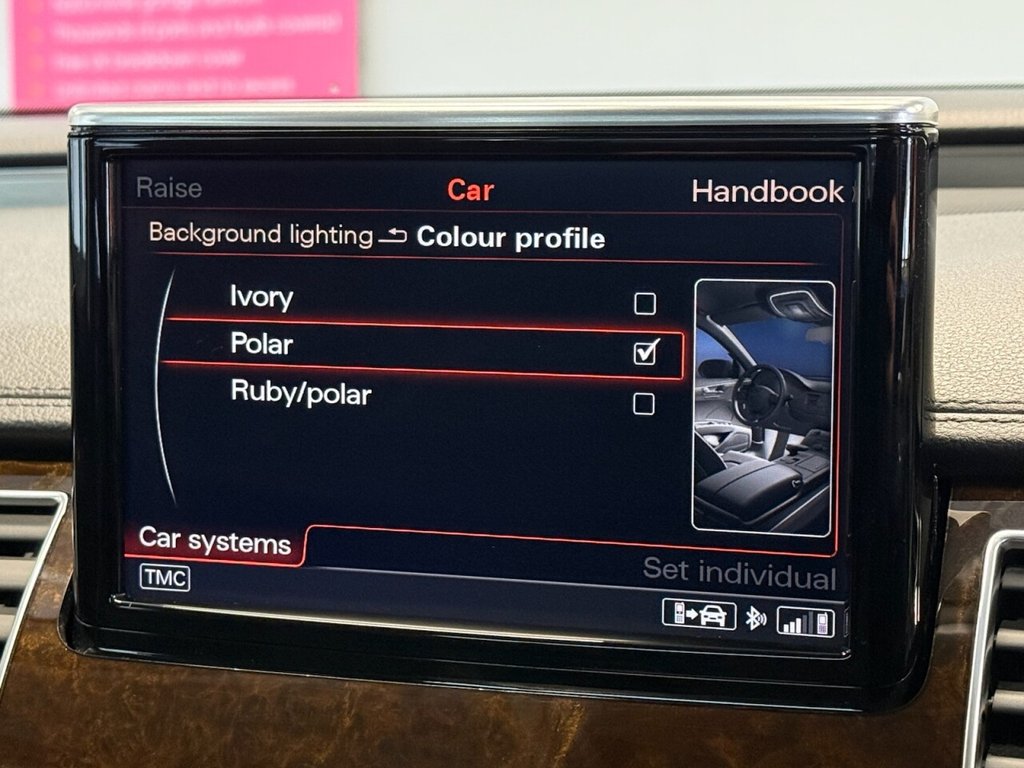 Raise
Car
Handbook
Background lighting Colour profile
Ivory
Polar
Ruby/polar
Car systems
Set individual
TMC